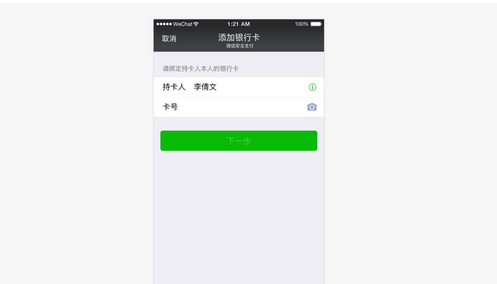 ●●●●● WeChat 1:21 AM 100%
取消 添加银行卡
微信安全支付
请绑定持卡人本人的银行卡
持卡人 李倩文
卡号
下一步